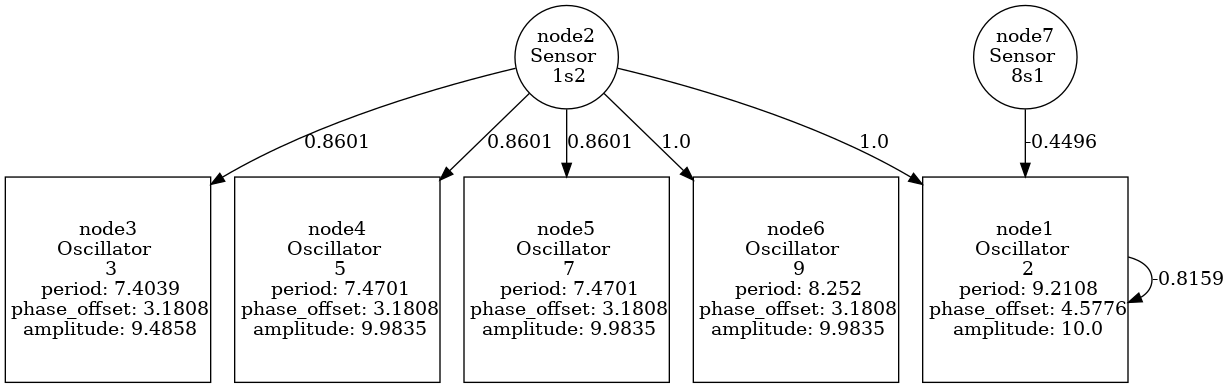 node2
Sensor
1s2
node7
Sensor
8s1
0.8601
0.8601
0.8601
1.0
1.0
-0.4496
node3
Oscillator
3
period: 7.4039
phase_offset: 3.1808
amplitude: 9.4858
node4
Oscillator
5
period: 7.4701
phase_offset: 3.1808
amplitude: 9.9835
node5
Oscillator
7
period: 7.4701
phase_offset: 3.1808
amplitude: 9.9835
node6
Oscillator
9
period: 8.252
phase_offset: 3.1808
amplitude: 9.9835
node1
Oscillator
2
period: 9.2108
phase_offset: 4.5776
amplitude: 10.0
-0.8159